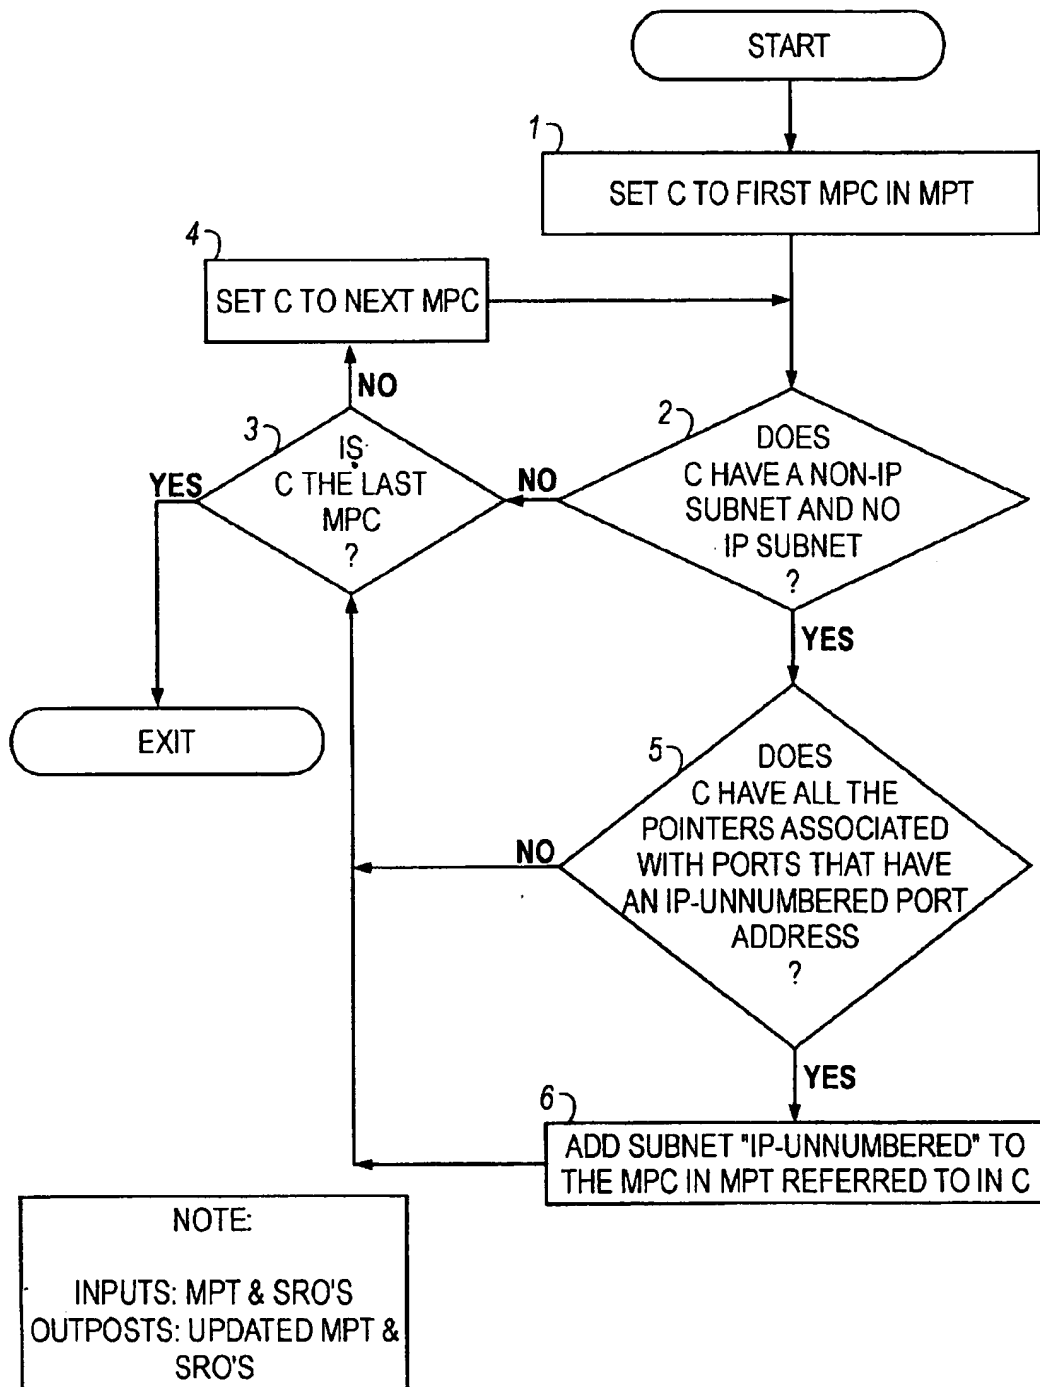 START
1
SET C TO FIRST MPC IN MPT
4
SET C TO NEXT MPC
NO
2
DOES
C HAVE A NON-IP
SUBNET AND NO
IP SUBNET
?
NO
3
IS
C THE LAST
MPC
?
YES
YES
EXIT
5
DOES
C HAVE ALL THE
POINTERS ASSOCIATED
WITH PORTS THAT HAVE
AN IP-UNNUMBERED PORT
ADDRESS
?
NO
YES
6
ADD SUBNET "IP-UNNUMBERED" TO
THE MPC IN MPT REFERRED TO IN C
NOTE:
INPUTS: MPT & SRO'S
OUTPOSTS: UPDATED MPT &
SRO'S